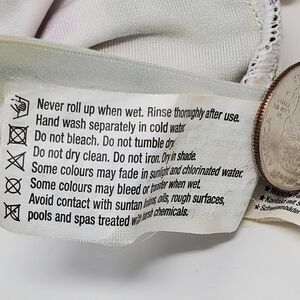 Never roll up when wet. Rinse thoroughly after use.
Hand wash separately in cold water
Do not bleach. Do not tumble dry
Do not dry clean. Do not iron. Dry in shade.
Some colours may fade in sunlight and chlorinated water.
Some colours may bleed or transfer when wet.
Avoid contact with suntan lotions, oils, rough surfaces,
pools and spas treated with harsh chemicals.
Kontakt mit S